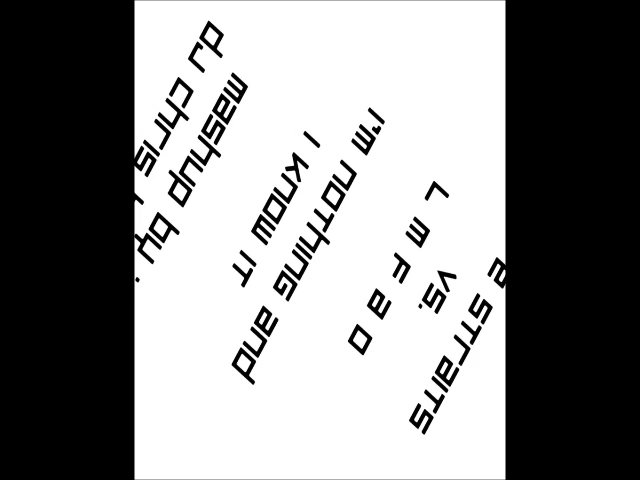 e straits
vs.
L m F a O
I'm nothing and
I know it
mashup by
dj chris